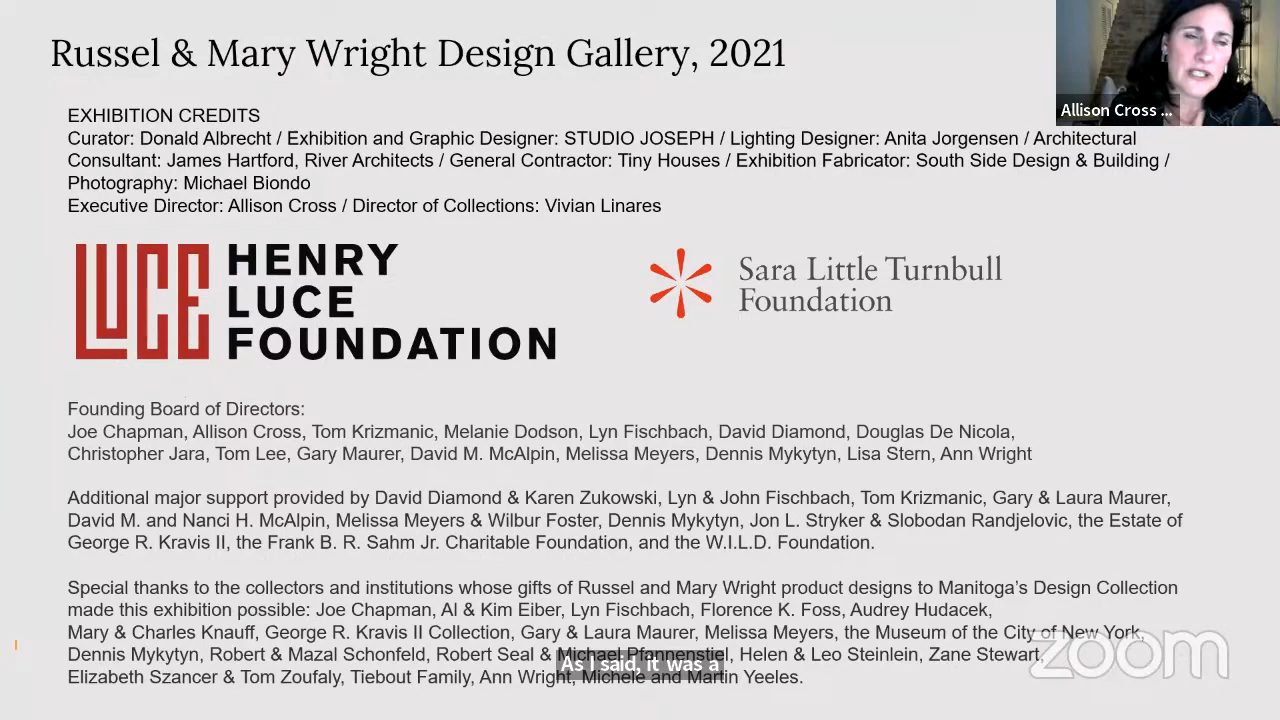 Russel & Mary Wright Design Gallery, 2021
Allison Cross ...
EXHIBITION CREDITS
Curator: Donald Albrecht / Exhibition and Graphic Designer: STUDIO JOSEPH / Lighting Designer: Anita Jorgensen / Architectural
Consultant: James Hartford, River Architects / General Contractor: Tiny Houses / Exhibition Fabricator: South Side Design & Building /
Photography: Michael Biondo
Executive Director: Allison Cross / Director of Collections: Vivian Linares
LUCE
HENRY
LUCE
FOUNDATION
Sara Little Turnbull
Foundation
Founding Board of Directors:
Joe Chapman, Allison Cross, Tom Krizmanic, Melanie Dodson, Lyn Fischbach, David Diamond, Douglas De Nicola,
Christopher Jara, Tom Lee, Gary Maurer, David M. McAlpin, Melissa Meyers, Dennis Mykytyn, Lisa Stern, Ann Wright
Additional major support provided by David Diamond & Karen Zukowski, Lyn & John Fischbach, Tom Krizmanic, Gary & Laura Maurer,
David M. and Nanci H. McAlpin, Melissa Meyers & Wilbur Foster, Dennis Mykytyn, Jon L. Stryker & Slobodan Randjelovic, the Estate of
George R. Kravis II, the Frank B. R. Sahm Jr. Charitable Foundation, and the W.I.L.D. Foundation.
Special thanks to the collectors and institutions whose gifts of Russel and Mary Wright product designs to Manitoga's Design Collection
made this exhibition possible: Joe Chapman, Al & Kim Eiber, Lyn Fischbach, Florence K. Foss, Audrey Hudacek,
Mary & Charles Knauff, George R. Kravis II Collection, Gary & Laura Maurer, Melissa Meyers, the Museum of the City of New York,
Dennis Mykytyn, Robert & Mazal Schonfeld, Robert Seal & Michael Pfannenstiel, Helen & Leo Steinlein, Zane Stewart,
Elizabeth Szancer & Tom Zoufaly, Tiebout Family, Ann Wright, Michele and Martin Yeeles.
As I said, it was a
zoom